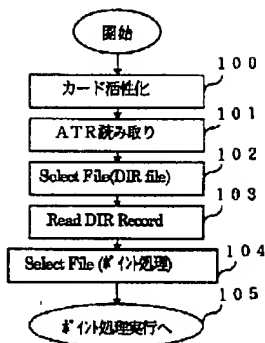 開始
100
カード活性化
101
ATR読み取り
102
Select File(DIR file)
103
Read DIR Record
104
Select File (ポイント処理)
105
ポイント処理実行へ